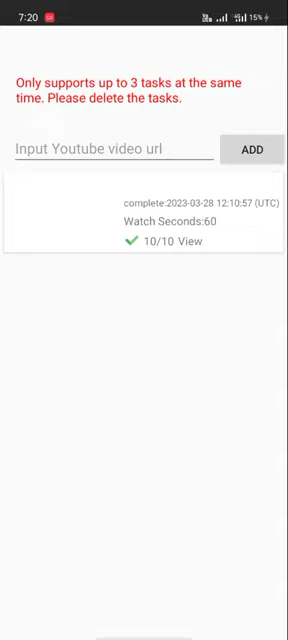 7:20
15%
Only supports up to 3 tasks at the same
time. Please delete the tasks.
Input Youtube video url
ADD
complete:2023-03-28 12:10:57 (UTC)
Watch Seconds:60
10/10 View